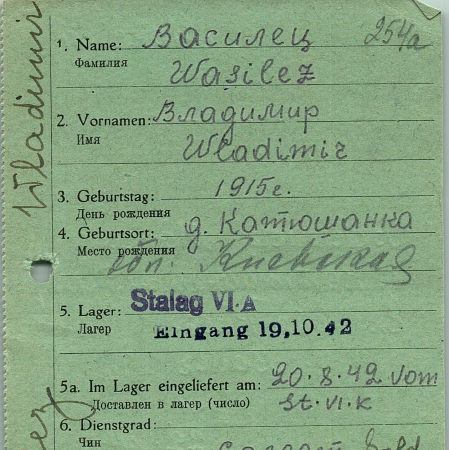 Wladimir
254a
1. Name: Василец
Фамилия
Wasilez
2. Vornamen: Владимир
Имя
Wladimir
3. Geburtstag: 1915г.
День рождения
4. Geburtsort: д. Катюшанка
Место рождения обл. Киевская
5. Lager: Stalag VI A
Лагерь
Eingang 19.10.42
5a. Im Lager eingeliefert am: 20.8.42 vom
Доставлен в лагерь (число) St. VI. K
6. Dienstgrad:
Чин